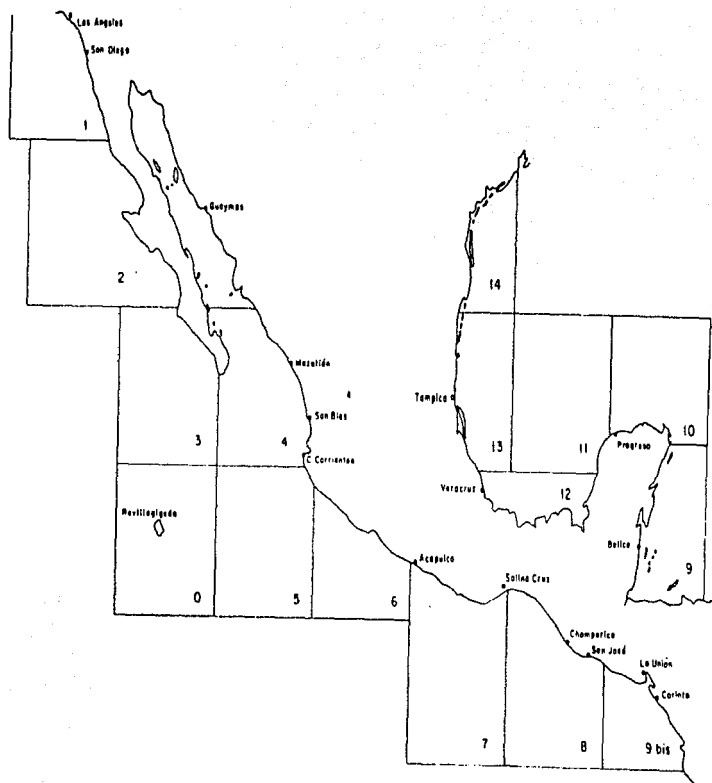 Los Angeles
San Diego
1
Guaymas
2
14
Mazatlán
4
San Blas
Tampico
3
4
C. Corrientes
13
11
Progreso
10
Veracruz
12
Revillagigedo
Belice
9
Acapulco
Salina Cruz
0
5
6
Champerico
San José
La Unión
Corinto
7
8
9 bis